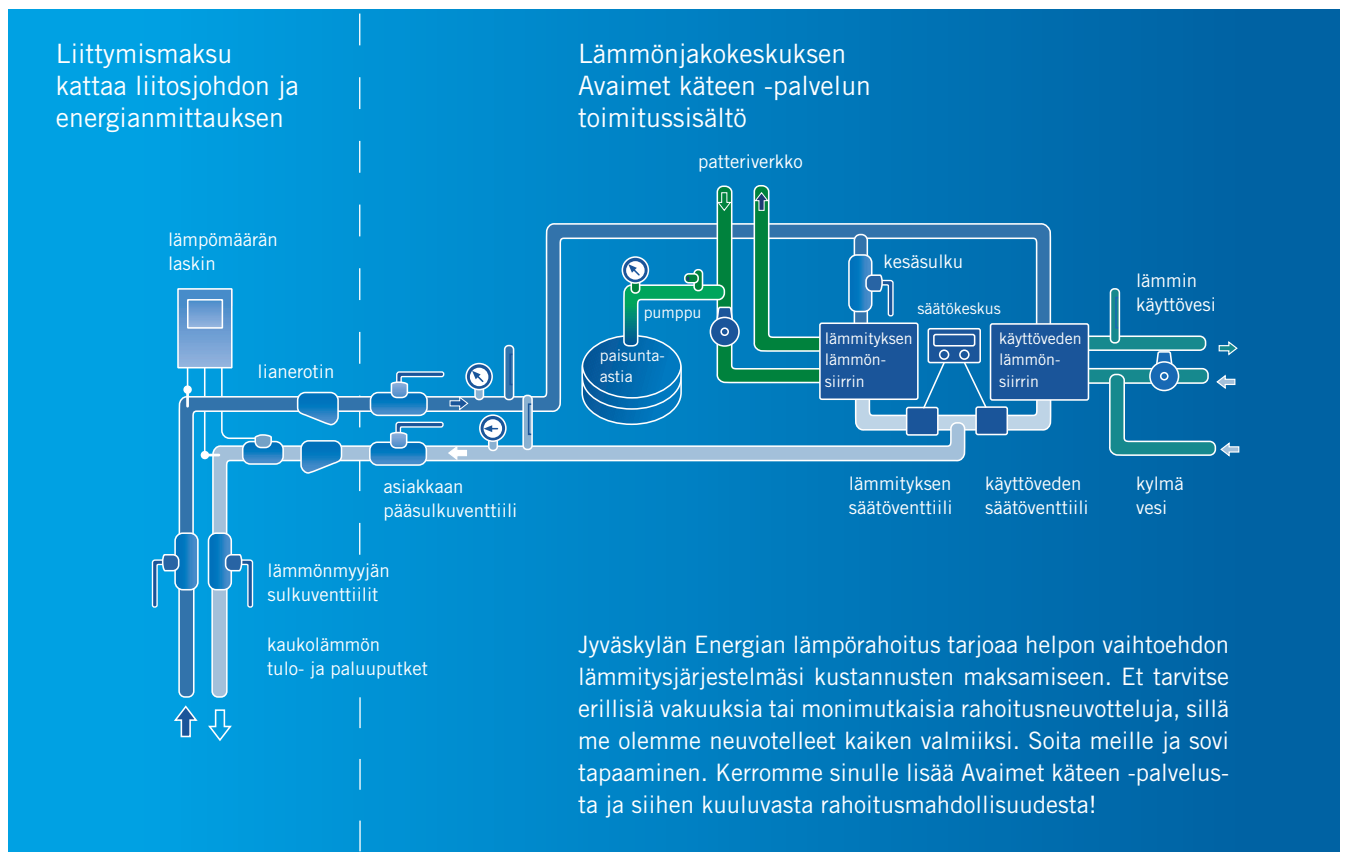 Liittymismaksu
kattaa liitosjohdon ja
energianmittauksen
Lämmönjakokeskuksen
Avaimet käteen -palvelun
toimitussisältö
patteriverkko
lämpömäärän
laskin
kesäsulku
lämmin
käyttövesi
pumppu
säätökeskus
lianerotin
paisunta-
astia
lämmityksen
lämmön-
siirrin
käyttöveden
lämmön-
siirrin
asiakkaan
pääsulkuventtiili
lämmityksen
säätöventtiili
käyttöveden
säätöventtiili
kylmä
vesi
lämmönmyyjän
sulkuventtiilit
kaukolämmön
tulo- ja paluuputket
Jyväskylän Energian lämpörahoitus tarjoaa helpon vaihtoehdon
lämmitysjärjestelmäsi kustannusten maksamiseen. Et tarvitse
erillisiä vakuuksia tai monimutkaisia rahoitusneuvotteluja, sillä
me olemme neuvotelleet kaiken valmiiksi. Soita meille ja sovi
tapaaminen. Kerromme sinulle lisää Avaimet käteen -palvelus-
ta ja siihen kuuluvasta rahoitusmahdollisuudesta!